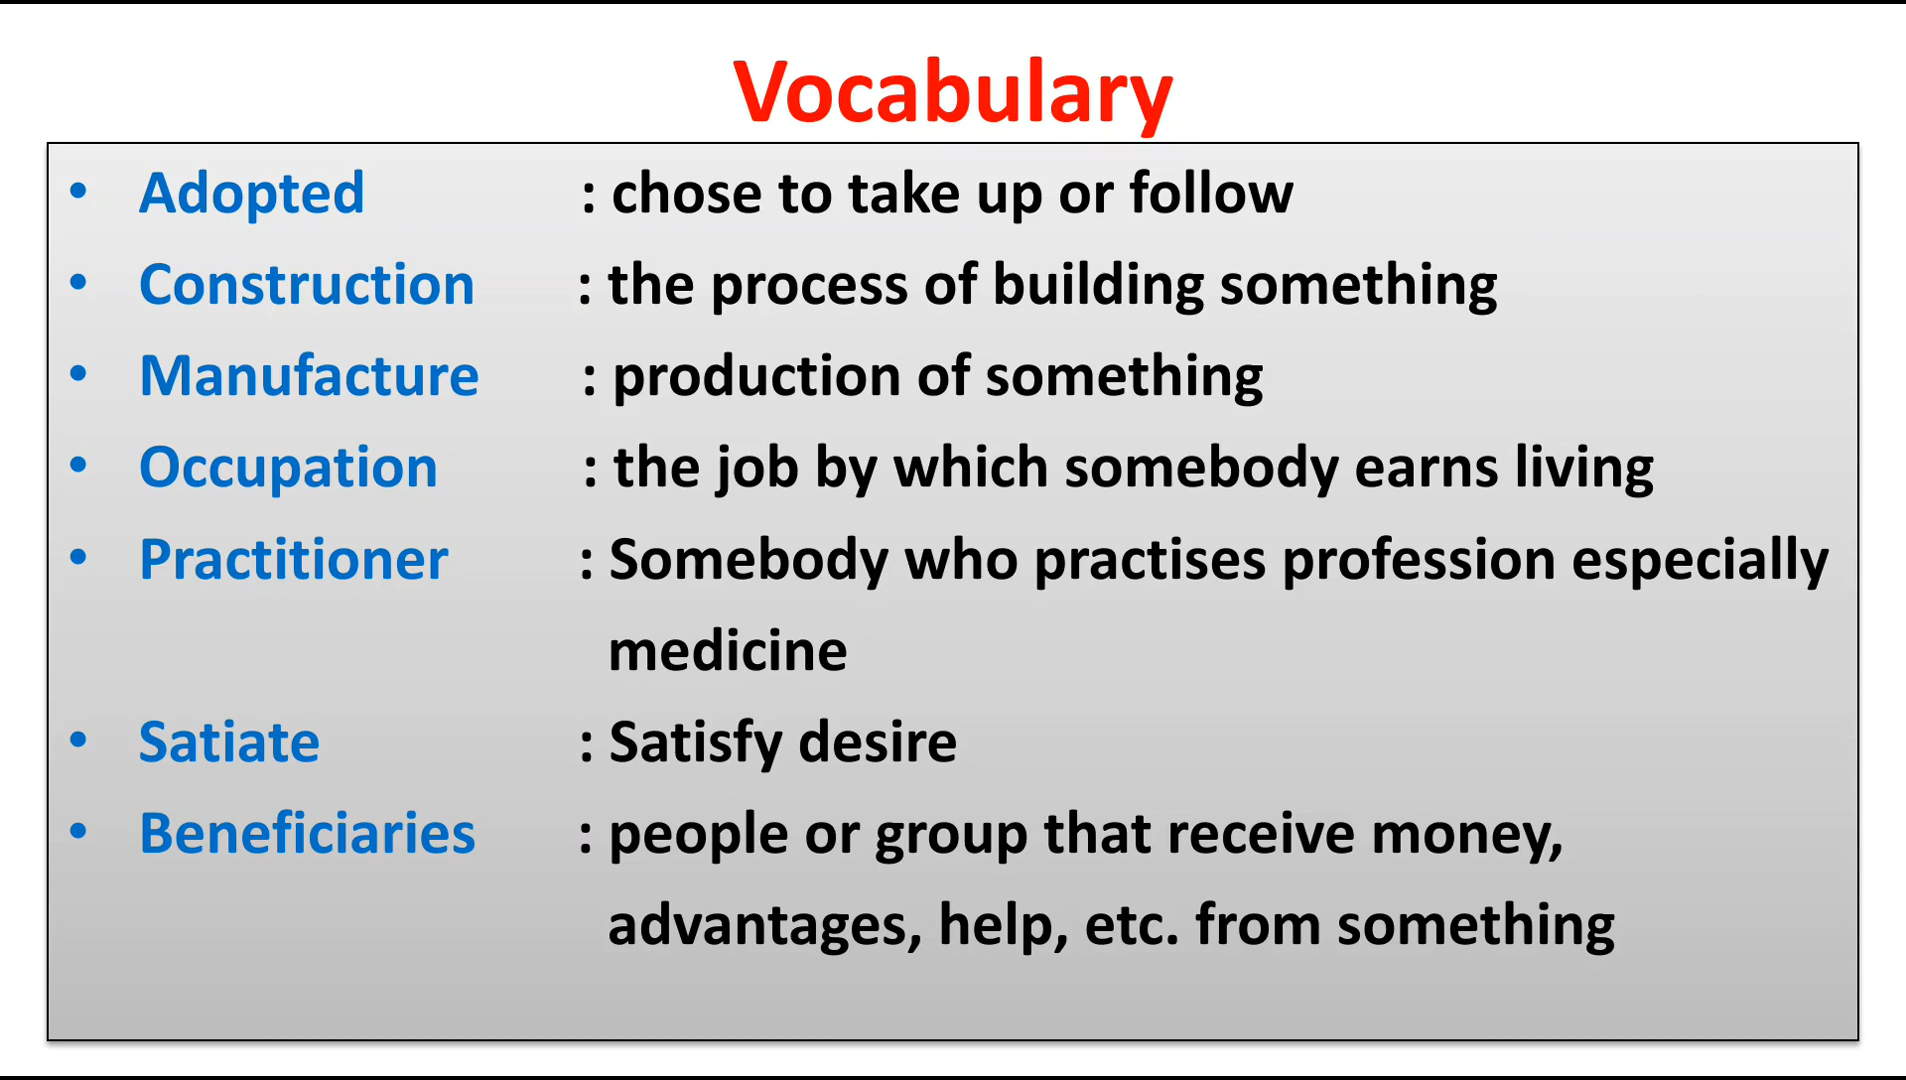 Vocabulary
• Adopted : chose to take up or follow
• Construction : the process of building something
• Manufacture : production of something
• Occupation : the job by which somebody earns living
• Practitioner : Somebody who practises profession especially
medicine
• Satiate : Satisfy desire
• Beneficiaries : people or group that receive money,
advantages, help, etc. from something